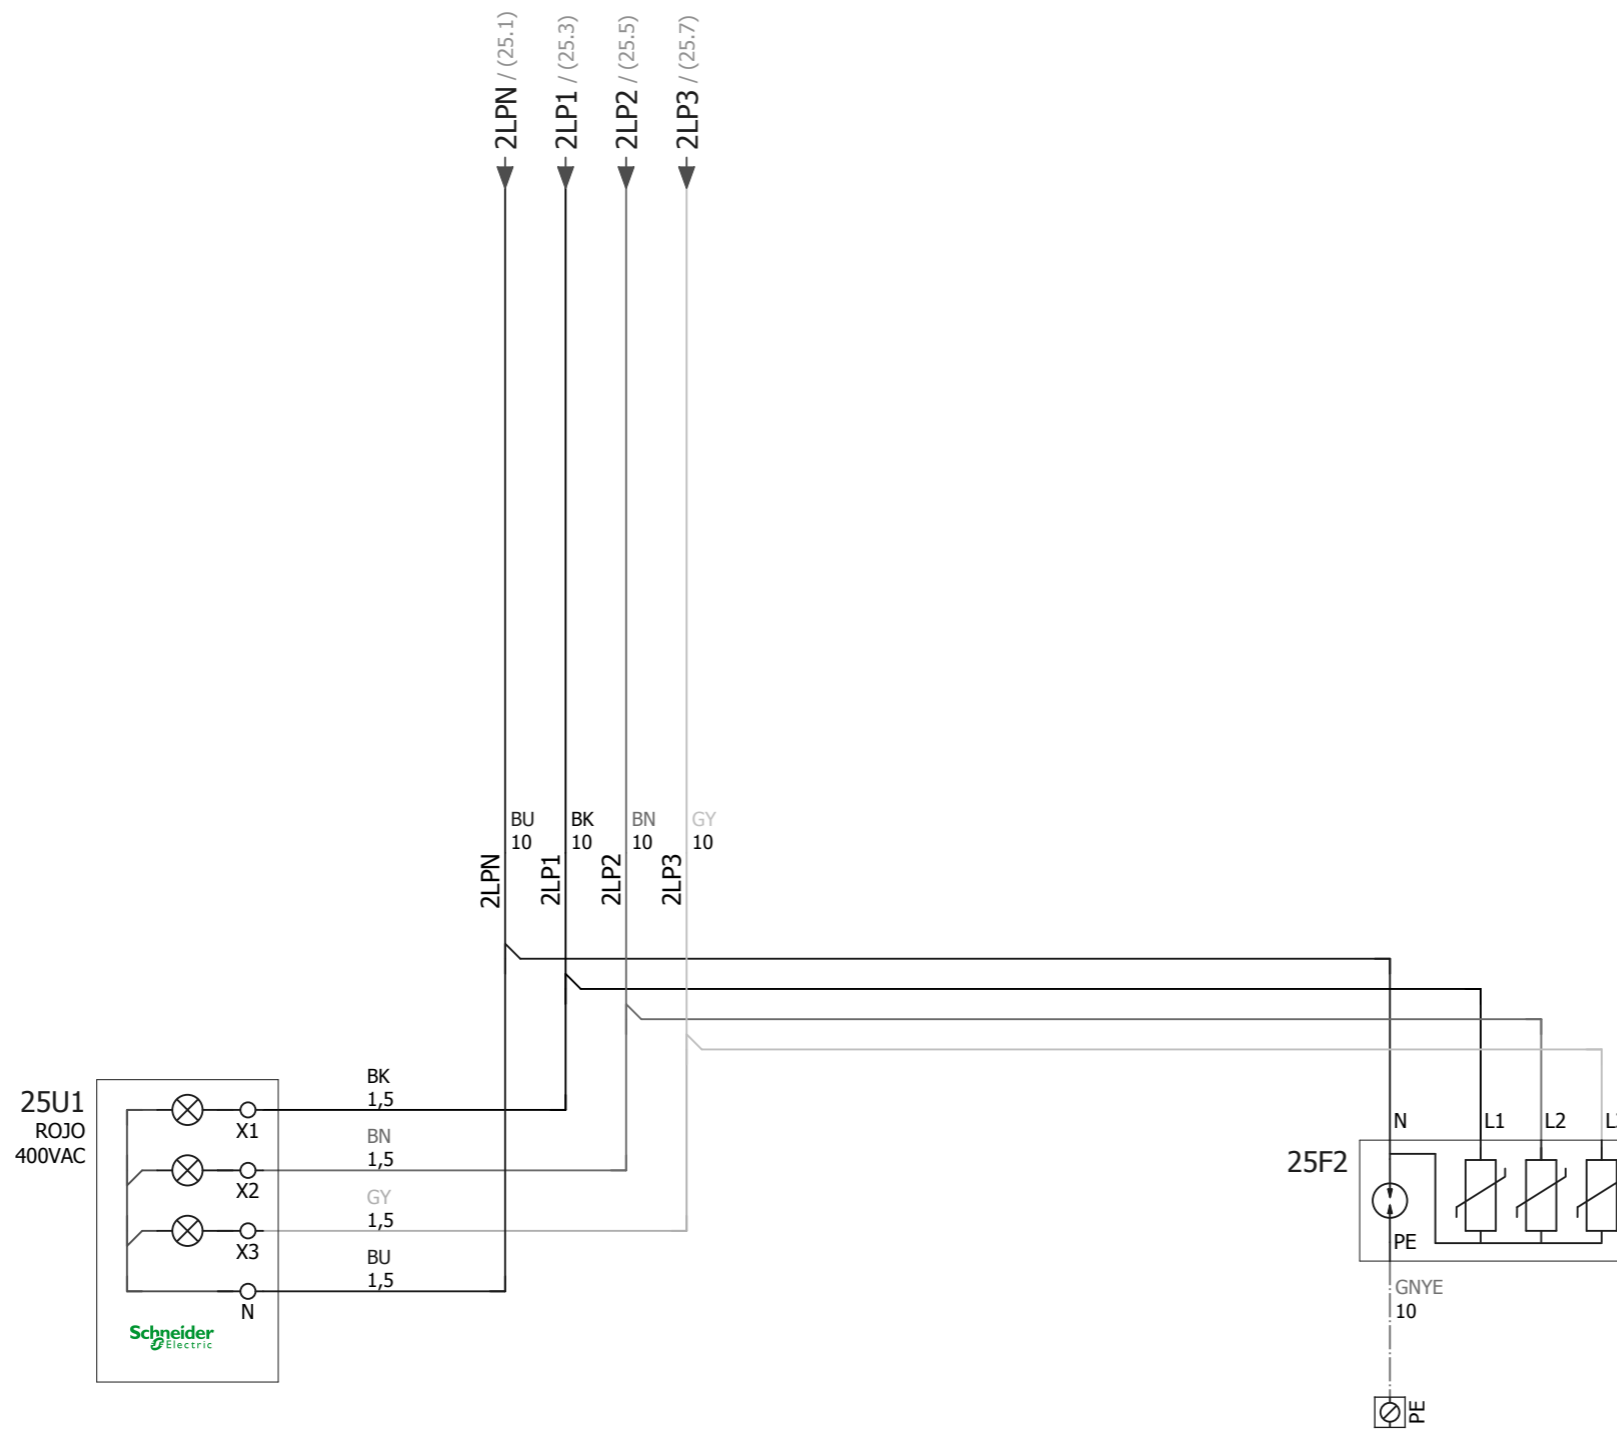 2LPN / (25.1)
2LP1 / (25.3)
2LP2 / (25.5)
2LP3 / (25.7)
BU
10
BK
10
BN
10
GY
10
2LPN
2LP1
2LP2
2LP3
25U1
ROJO
400VAC
X1
X2
X3
N
BK
1,5
BN
1,5
GY
1,5
BU
1,5
Schneider
Electric
25F2
N
L1
L2
PE
GNYE
10
PE